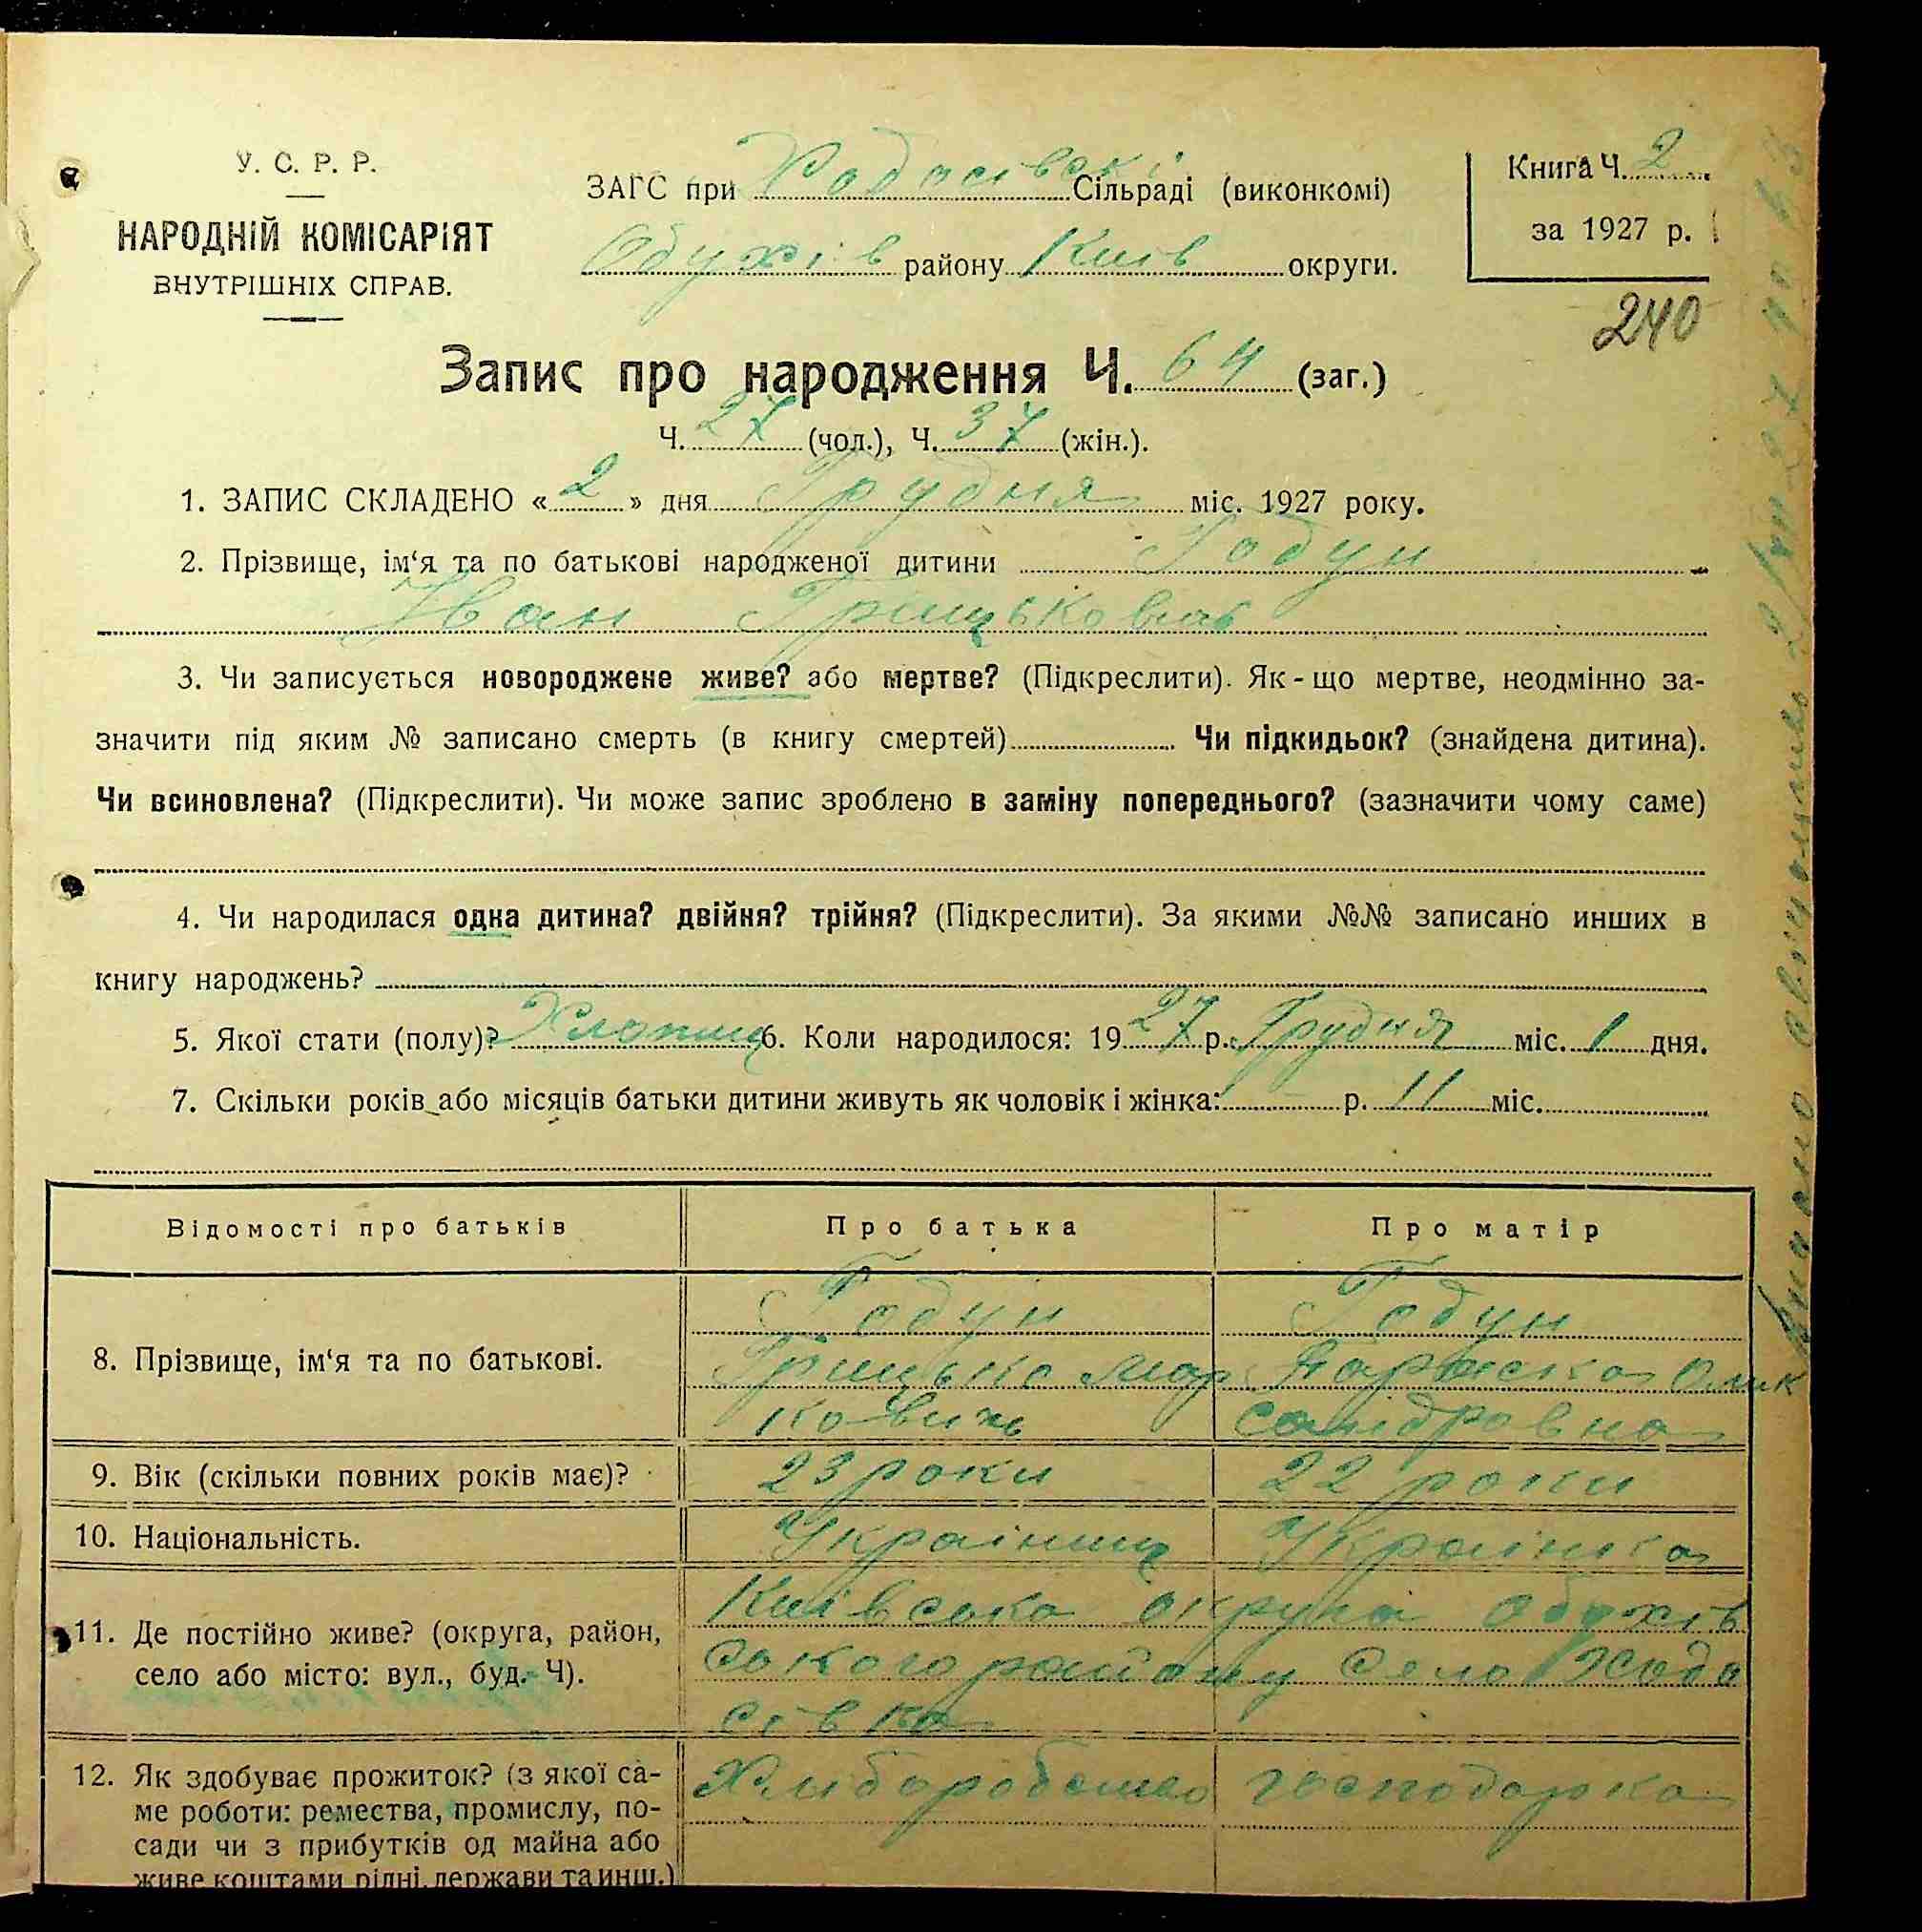 У. С. Р. Р.
НАРОДНІЙ КОМІСАРІЯТ
ВНУТРІШНІХ СПРАВ.
ЗАГС при Ходосівскі Сільраді (виконкомі)
Обухів району Київ округи.
Книга Ч. 2
за 1927 р.
240
Запис про народження Ч. 64 (заг.)
Ч. 27 (чол.), Ч. 37 (жін.).
1. ЗАПИС СКЛАДЕНО « 2 » дня Грудня міс. 1927 року.
2. Прізвище, ім‘я та по батькові народженої дитини Годун
Іван Грицькович
3. Чи записується новороджене живе? або мертве? (Підкреслити). Як-що мертве, неодмінно за-
значити під яким № записано смерть (в книгу смертей) Чи підкидьок? (знайдена дитина).
Чи всиновлена? (Підкреслити). Чи може запис зроблено в заміну попереднього? (зазначити чому саме)
4. Чи народилася одна дитина? двійня? трійня? (Підкреслити). За якими №№ записано инших в
книгу народжень?
5. Якої стати (полу)? Хлопиц 6. Коли народилося: 1927 р. Грудня міс. 1 дня.
7. Скільки років або місяців батьки дитини живуть як чоловік і жінка: - р. 11 міс.
Відомості про батьків Про батька Про матір
8. Прізвище, ім‘я та по батькові.
Годун
Грицько Мар
кович
Годун
Параска Олик
сандровна
9. Вік (скільки повних років має)? 23 роки 22 роки
10. Національність. Україниц Українка
11. Де постійно живе? (округа, район,
село або місто: вул., буд. Ч).
Київська округа Обухів
ського району село Ходо
сівка
12. Як здобуває прожиток? (з якої са-
ме роботи: ремества, промислу, по-
сади чи з прибутків од майна або
живе коштами рідні, держави та инш.)
Хлиборобство господарка